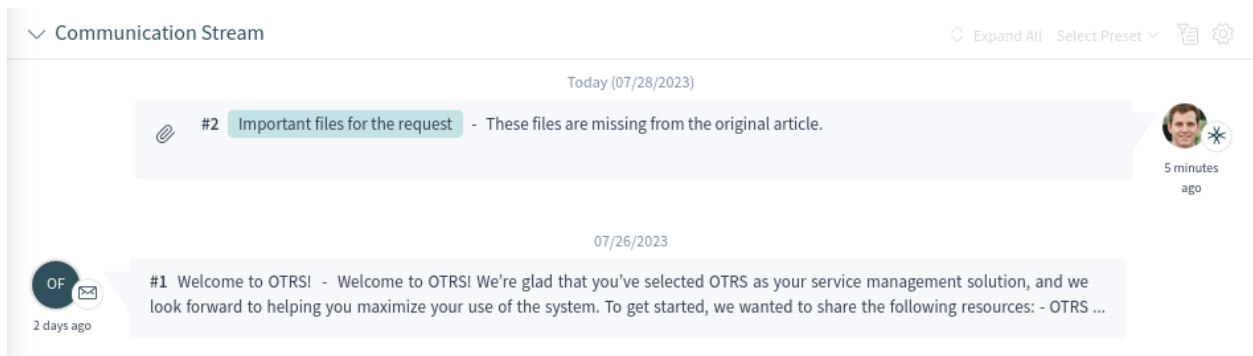 Communication Stream
Expand All Select Preset
Today (07/28/2023)
#2 Important files for the request - These files are missing from the original article.
5 minutes
ago
07/26/2023
OF
2 days ago
#1 Welcome to OTRS! - Welcome to OTRS! We're glad that you've selected OTRS as your service management solution, and we
look forward to helping you maximize your use of the system. To get started, we wanted to share the following resources: - OTRS ...